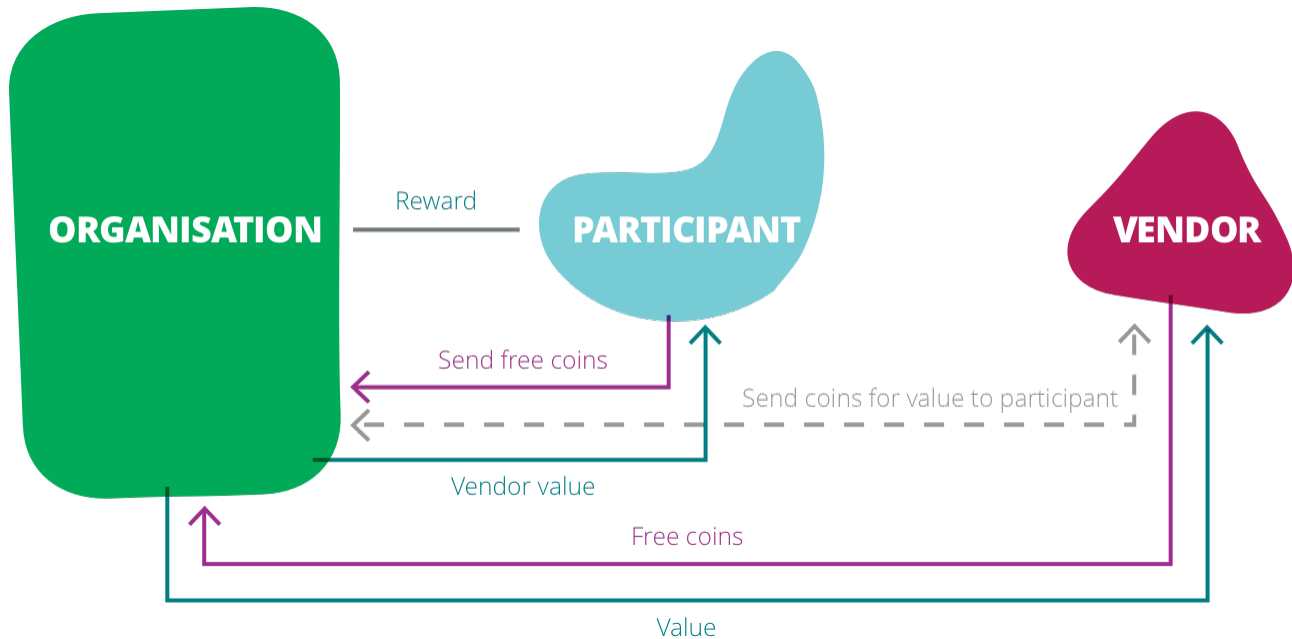 Reward
ORGANISATION
PARTICIPANT
VENDOR
Send free coins
Send coins for value to participant
Vendor value
Free coins
Value